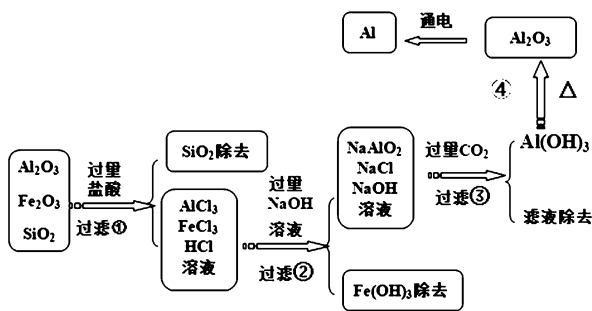 Al
通电
Al₂O₃
④
△
Al₂O₃
Fe₂O₃
SiO₂
过量
盐酸
过滤①
SiO₂除去
AlCl₃
FeCl₃
HCl
溶液
过量
NaOH
溶液
过滤②
NaAlO₂
NaCl
NaOH
溶液
Fe(OH)₃除去
过量CO₂
过滤③
Al(OH)₃
滤液除去